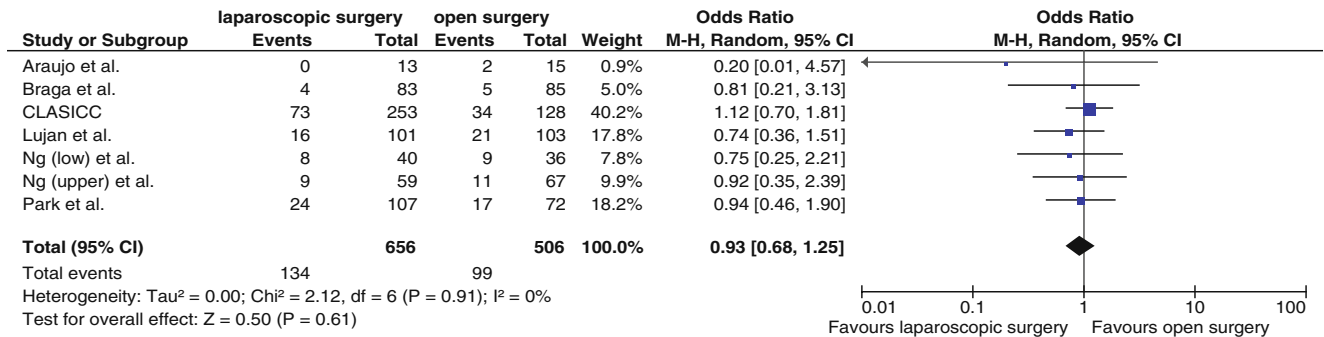 laparoscopic surgery open surgery Odds Ratio Odds Ratio
Study or Subgroup Events Total Events Total Weight M-H, Random, 95% CI M-H, Random, 95% CI
Araujo et al. 0 13 2 15 0.9% 0.20 [0.01, 4.57]
Braga et al. 4 83 5 85 5.0% 0.81 [0.21, 3.13]
CLASICC 73 253 34 128 40.2% 1.12 [0.70, 1.81]
Lujan et al. 16 101 21 103 17.8% 0.74 [0.36, 1.51]
Ng (low) et al. 8 40 9 36 7.8% 0.75 [0.25, 2.21]
Ng (upper) et al. 9 59 11 67 9.9% 0.92 [0.35, 2.39]
Park et al. 24 107 17 72 18.2% 0.94 [0.46, 1.90]
Total (95% CI) 656 506 100.0% 0.93 [0.68, 1.25]
Total events 134 99
Heterogeneity: Tau² = 0.00; Chi² = 2.12, df = 6 (P = 0.91); I² = 0%
Test for overall effect: Z = 0.50 (P = 0.61)
0.01 0.1 1 10 100
Favours laparoscopic surgery Favours open surgery